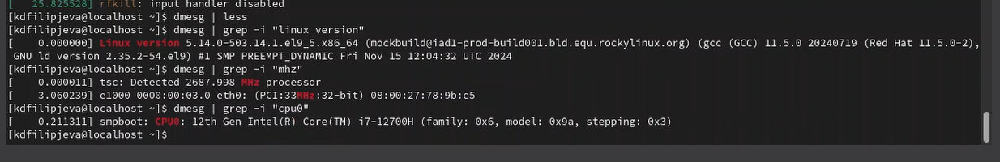 [   25.825528] rfkill: input handler disabled
[kdfilipjeva@localhost ~]$ dmesg | less
[kdfilipjeva@localhost ~]$ dmesg | grep -i "linux version"
[    0.000000] Linux version 5.14.0-503.14.1.el9_5.x86_64 (mockbuild@iad1-prod-build001.bld.equ.rockylinux.org) (gcc (GCC) 11.5.0 20240719 (Red Hat 11.5.0-2),
GNU ld version 2.35.2-54.el9) #1 SMP PREEMPT_DYNAMIC Fri Nov 15 12:04:32 UTC 2024
[kdfilipjeva@localhost ~]$ dmesg | grep -i "mhz"
[    0.000011] tsc: Detected 2687.998 MHz processor
[    3.060239] e1000 0000:00:03.0 eth0: (PCI:33MHz:32-bit) 08:00:27:78:9b:e5
[kdfilipjeva@localhost ~]$ dmesg | grep -i "cpu0"
[    0.211311] smpboot: CPU0: 12th Gen Intel(R) Core(TM) i7-12700H (family: 0x6, model: 0x9a, stepping: 0x3)
[kdfilipjeva@localhost ~]$